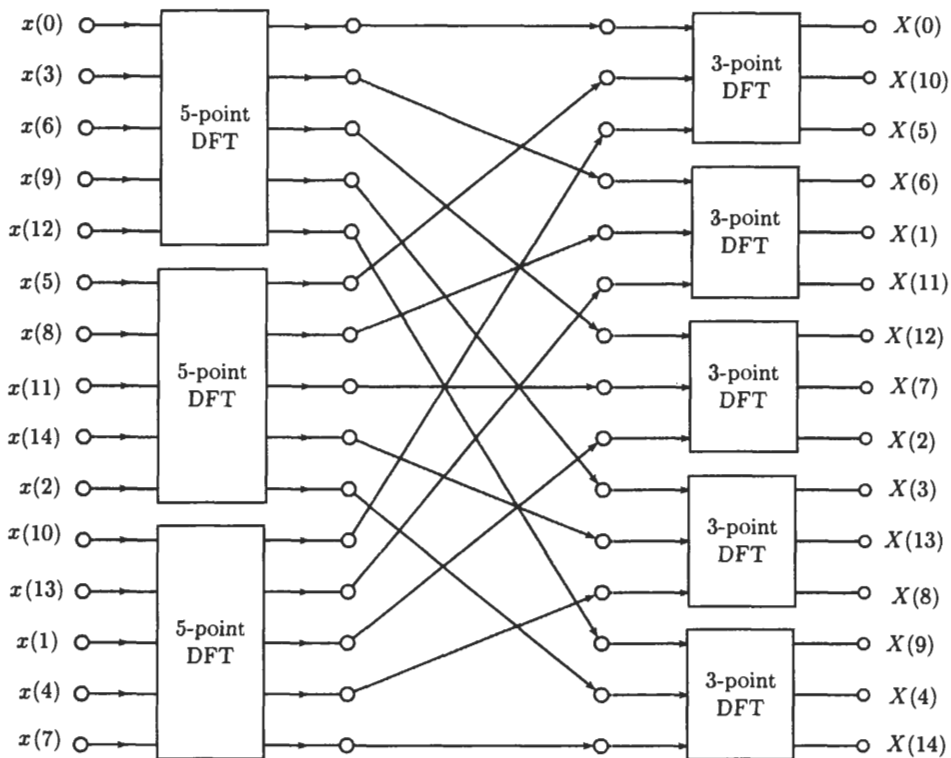 x(0)
x(3)
x(6)
x(9)
x(12)
x(5)
x(8)
x(11)
x(14)
x(2)
x(10)
x(13)
x(1)
x(4)
x(7)
5-point
DFT
5-point
DFT
5-point
DFT
3-point
DFT
3-point
DFT
3-point
DFT
3-point
DFT
3-point
DFT
X(0)
X(10)
X(5)
X(6)
X(1)
X(11)
X(12)
X(7)
X(2)
X(3)
X(13)
X(8)
X(9)
X(4)
X(14)